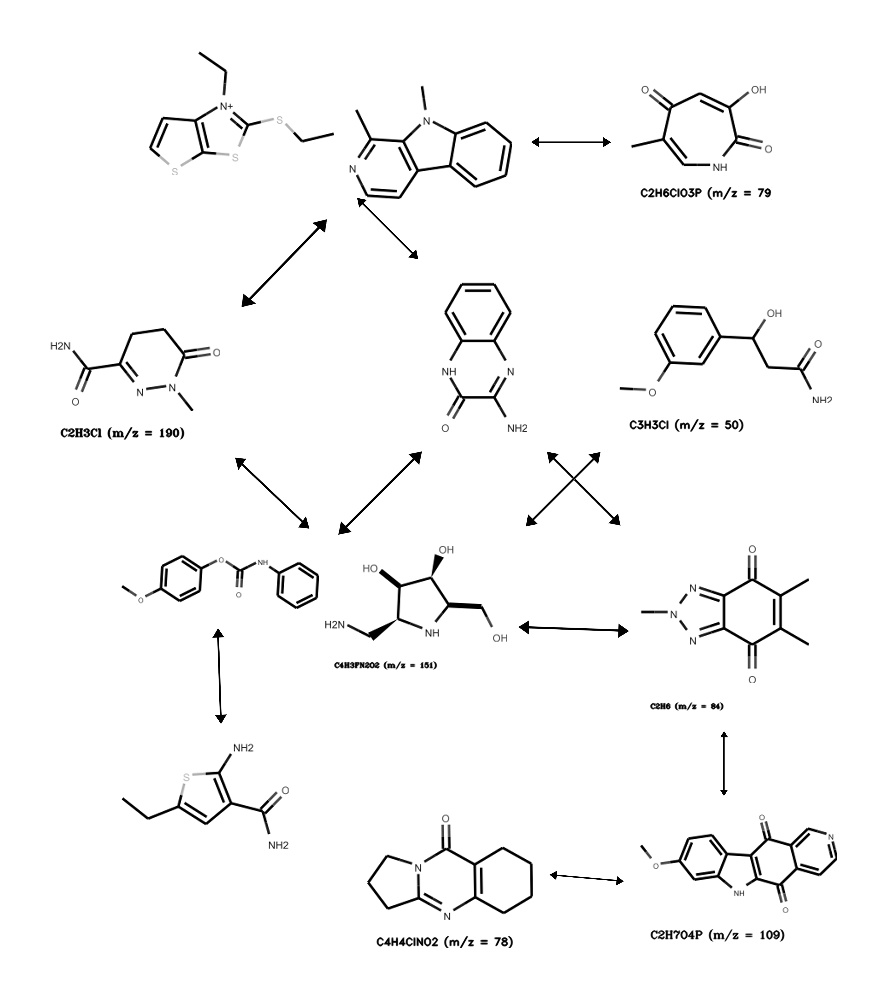 N+
S
S
S
N
N
O
OH
O
NH
C2H6ClO3P (m/z = 79
H2N
O
N
N
O
C2H3Cl (m/z = 190)
NH
N
O
NH2
OH
O
O
NH2
C3H3Cl (m/z = 50)
O
NH
O
O
HO
OH
H2N
NH
OH
C4H3FN2O2 (m/z = 151)
O
N
N
N
O
C2H6 (m/z = 84)
S
NH2
O
NH2
O
N
N
C4H4ClNO2 (m/z = 78)
O
N
O
NH
O
C2H7O4P (m/z = 109)